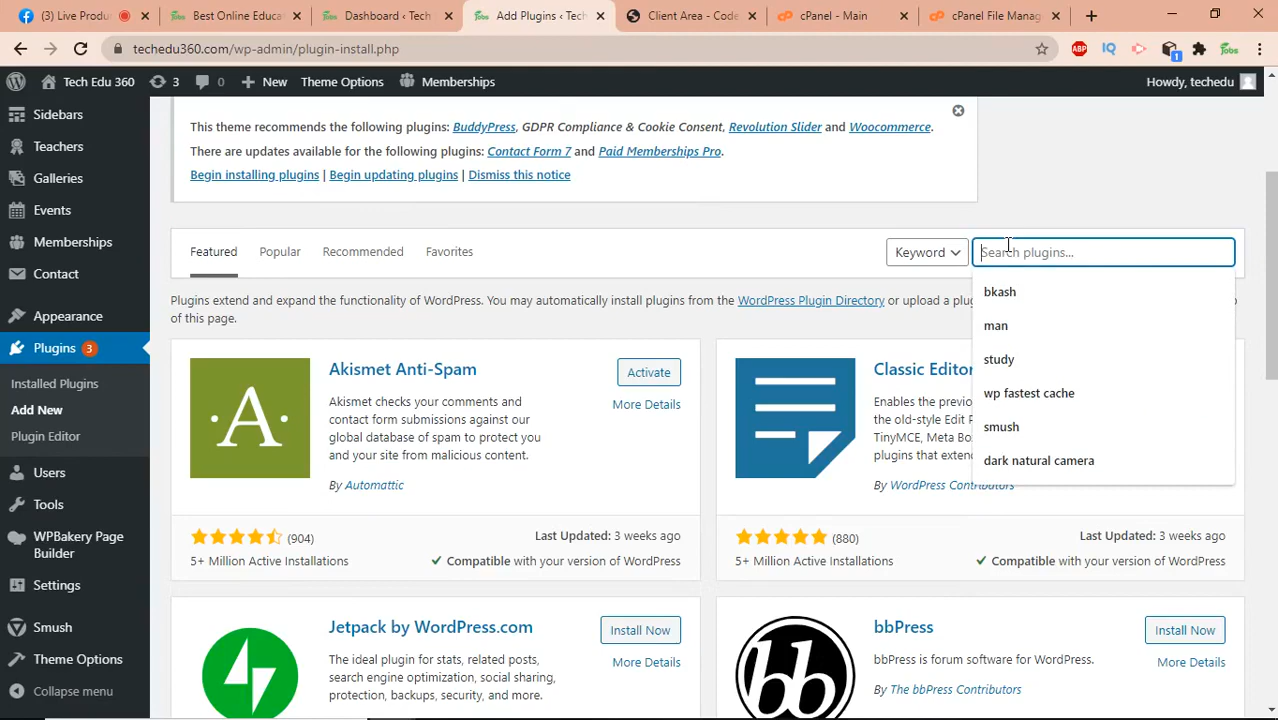 (3) Live Produ
Best Online Educa
Dashboard ‹ Tech
Add Plugins ‹ Tech
Client Area - Code
cPanel - Main
cPanel File Manag
techedu360.com/wp-admin/plugin-install.php
ABP
IQ
1
Jobs
Tech Edu 360
3
0
New
Theme Options
Memberships
Howdy, techedu
Sidebars
Teachers
Galleries
Events
Memberships
Contact
Appearance
Plugins 3
Installed Plugins
Add New
Plugin Editor
Users
Tools
WPBakery Page
Builder
Settings
Smush
Theme Options
Collapse menu
This theme recommends the following plugins: BuddyPress, GDPR Compliance & Cookie Consent, Revolution Slider and Woocommerce.
There are updates available for the following plugins: Contact Form 7 and Paid Memberships Pro.
Begin installing plugins | Begin updating plugins | Dismiss this notice
Featured
Popular
Recommended
Favorites
Keyword
Search plugins...
bkash
man
study
wp fastest cache
smush
dark natural camera
Plugins extend and expand the functionality of WordPress. You may automatically install plugins from the WordPress Plugin Directory or upload a plu
of this page.
Akismet Anti-Spam
Activate
More Details
Akismet checks your comments and
contact form submissions against our
global database of spam to protect you
and your site from malicious content.
By Automattic
(904)
5+ Million Active Installations
Last Updated: 3 weeks ago
Compatible with your version of WordPress
Classic Editor
Enables the previous
old-style Edit P
TinyMCE, Meta Box
plugins that exten
By WordPress Contributors
(880)
5+ Million Active Installations
Last Updated: 3 weeks ago
Compatible with your version of WordPress
Jetpack by WordPress.com
Install Now
More Details
The ideal plugin for stats, related posts,
search engine optimization, social sharing,
protection, backups, security, and more.
bbPress
Install Now
More Details
bbPress is forum software for WordPress.
By The bbPress Contributors